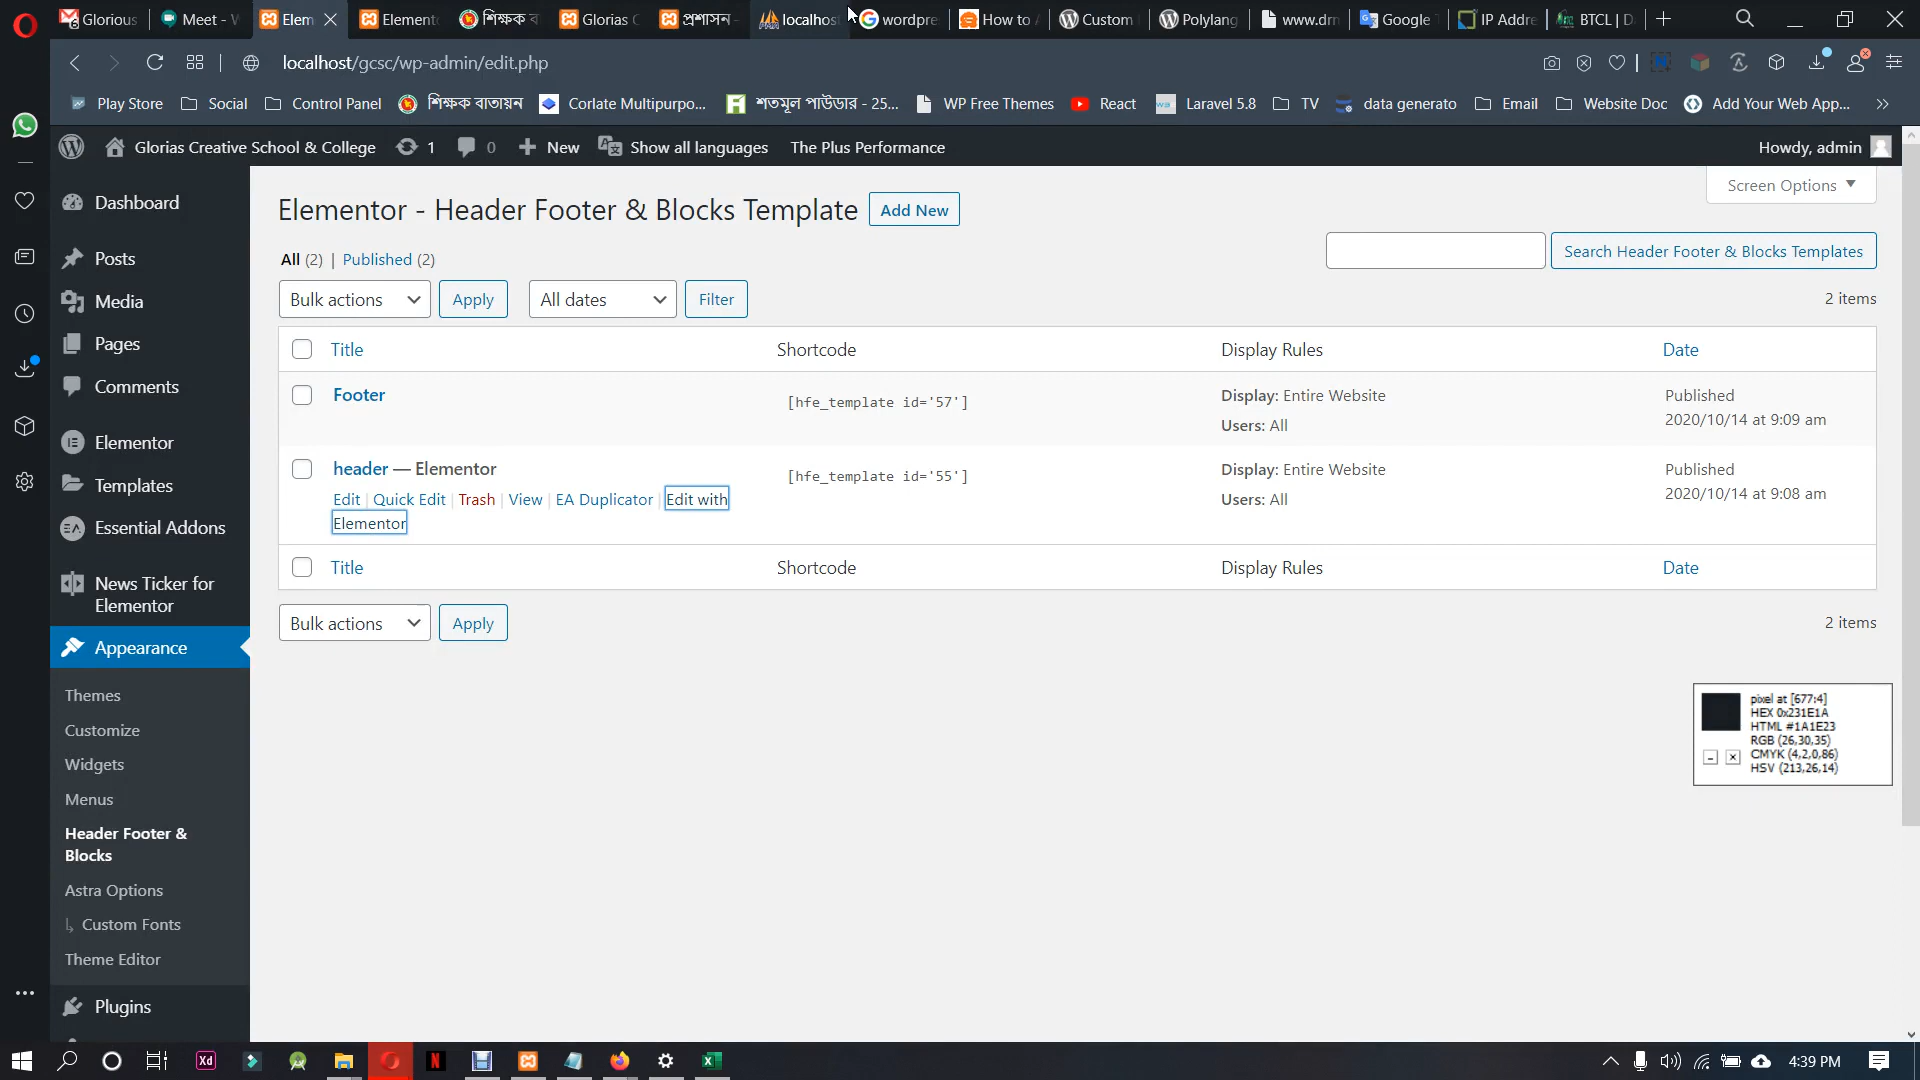 Glorious
Meet - W
Elem
Elemento
শিক্ষক ব
Glorias C
প্রশাসন -
localhos
wordpre
How to
Custom
Polylang
www.drn
Google T
IP Addre
BTCL | D
localhost/gcsc/wp-admin/edit.php
Play Store
Social
Control Panel
শিক্ষক বাতায়ন
Corlate Multipurpo...
শতমূল পাউডার - 25...
WP Free Themes
React
Laravel 5.8
TV
data generato
Email
Website Doc
Add Your Web App...
Glorias Creative School & College
1
0
New
Show all languages
The Plus Performance
Howdy, admin
Dashboard
Posts
Media
Pages
Comments
Elementor
Templates
Essential Addons
News Ticker for
Elementor
Appearance
Themes
Customize
Widgets
Menus
Header Footer &
Blocks
Astra Options
Custom Fonts
Theme Editor
Plugins
Screen Options
Elementor - Header Footer & Blocks Template
Add New
All (2) | Published (2)
Search Header Footer & Blocks Templates
Bulk actions
Apply
All dates
Filter
2 items
Title Shortcode Display Rules Date
Footer [hfe_template id='57'] Display: Entire Website Published
Users: All 2020/10/14 at 9:09 am
header — Elementor [hfe_template id='55'] Display: Entire Website Published
Edit | Quick Edit | Trash | View | EA Duplicator | Edit with Users: All 2020/10/14 at 9:08 am
Elementor
Title Shortcode Display Rules Date
Bulk actions
Apply
2 items
pixel at [677:4]
HEX 0x231E1A
HTML #1A1E23
RGB (26,30,35)
CMYK (4,2,0,86)
HSV (213,26,14)
Xd
N
4:39 PM